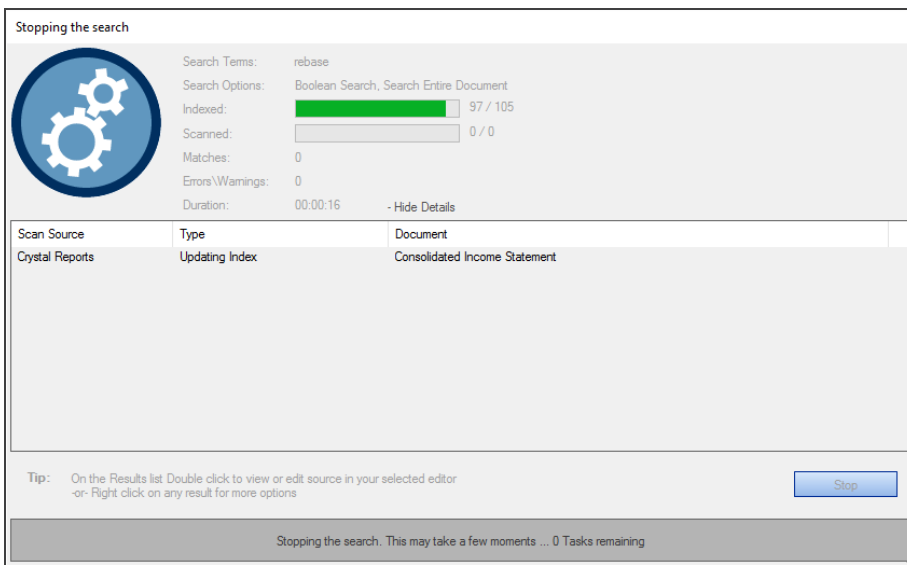 Stopping the search
Search Terms: rebase
Search Options: Boolean Search, Search Entire Document
Indexed: 97 / 105
Scanned: 0 / 0
Matches: 0
Errors\Warnings: 0
Duration: 00:00:16 - Hide Details
Scan Source Type Document
Crystal Reports Updating Index Consolidated Income Statement
Tip: On the Results list Double click to view or edit source in your selected editor
-or- Right click on any result for more options
Stop
Stopping the search. This may take a few moments ... 0 Tasks remaining